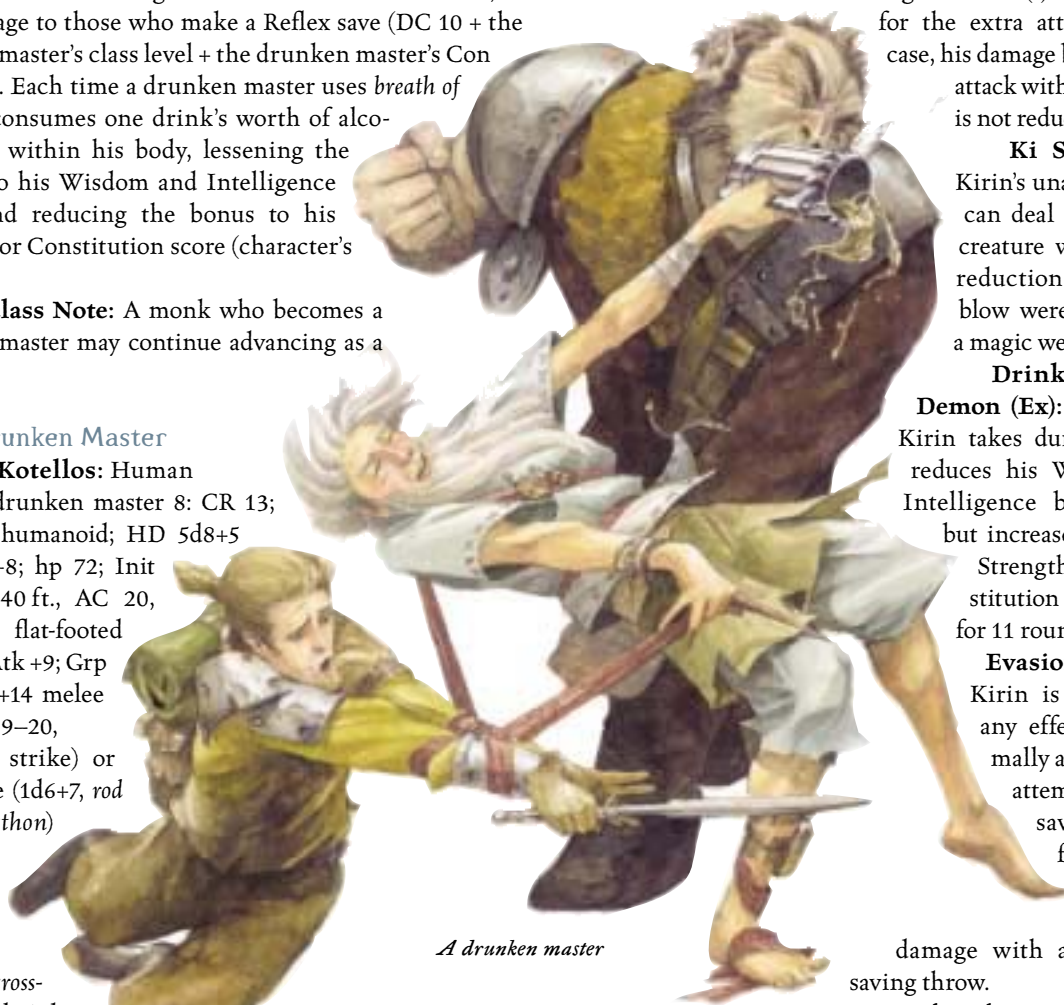 age to those who make a Reflex save (DC 10 + the
master's class level + the drunken master's Con
. Each time a drunken master uses breath of
consumes one drink's worth of alco-
within his body, lessening the
o his Wisdom and Intelligence
nd reducing the bonus to his
or Constitution score (character's
lass Note: A monk who becomes a
master may continue advancing as a
runken Master
Kotellos: Human
drunken master 8: CR 13;
humanoid; HD 5d8+5
-8; hp 72; Init
40 ft., AC 20,
flat-footed
Atk +9; Grp
+14 melee
9–20,
strike) or
e (1d6+7, rod
thon)
ross-
A drunken master
for the extra att
case, his damage b
attack with
is not redu
Ki S
Kirin's una
can deal
creature w
reduction
blow were
a magic we
Drink
Demon (Ex):
Kirin takes dur
reduces his W
Intelligence b
but increase
Strength
stitution
for 11 roun
Evasio
Kirin is
any effe
mally a
attem
sav
f
damage with a
saving throw.